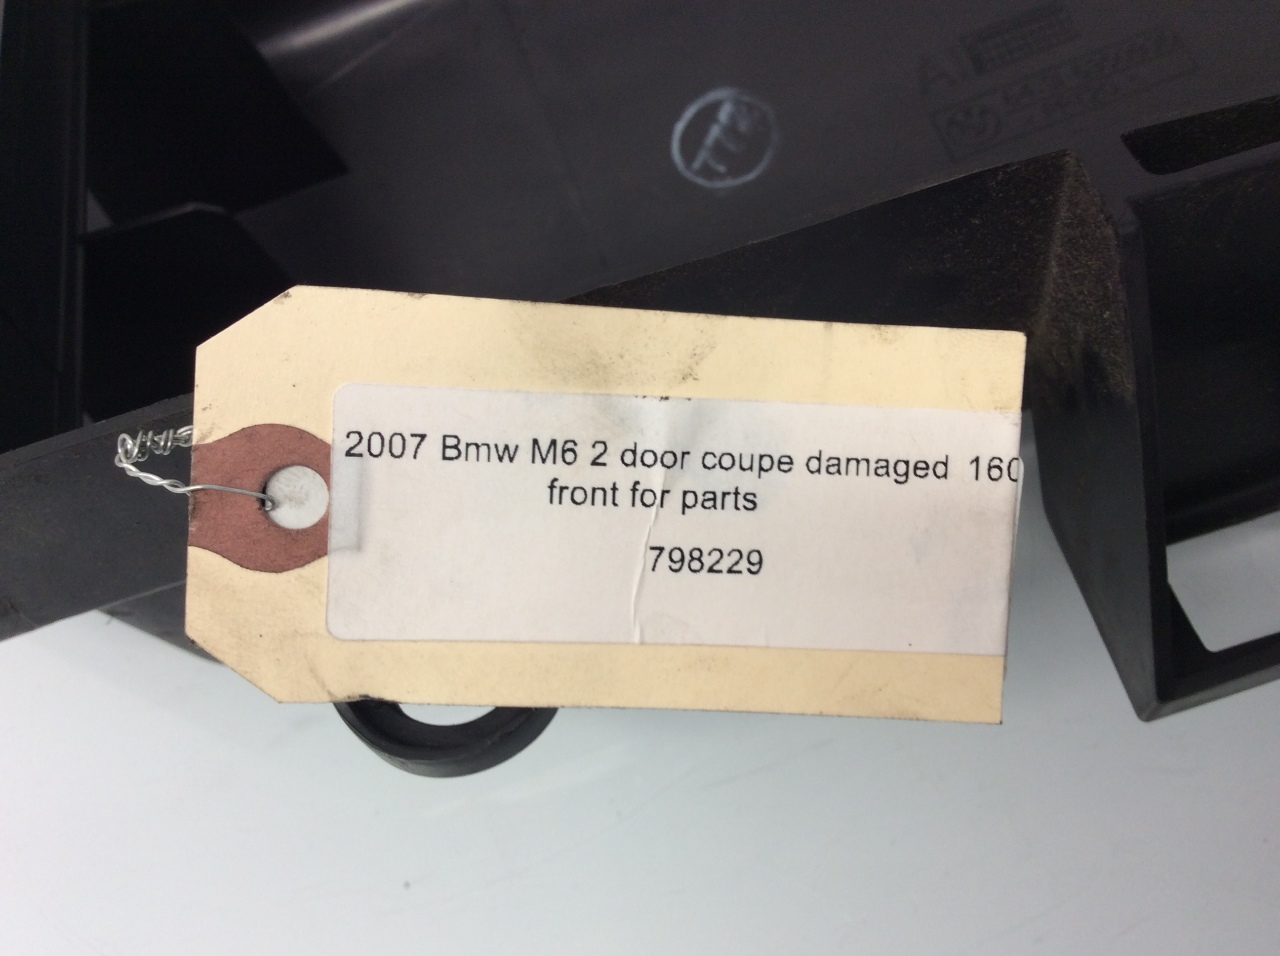 2007 Bmw M6 2 door coupe damaged 160
front for parts
798229